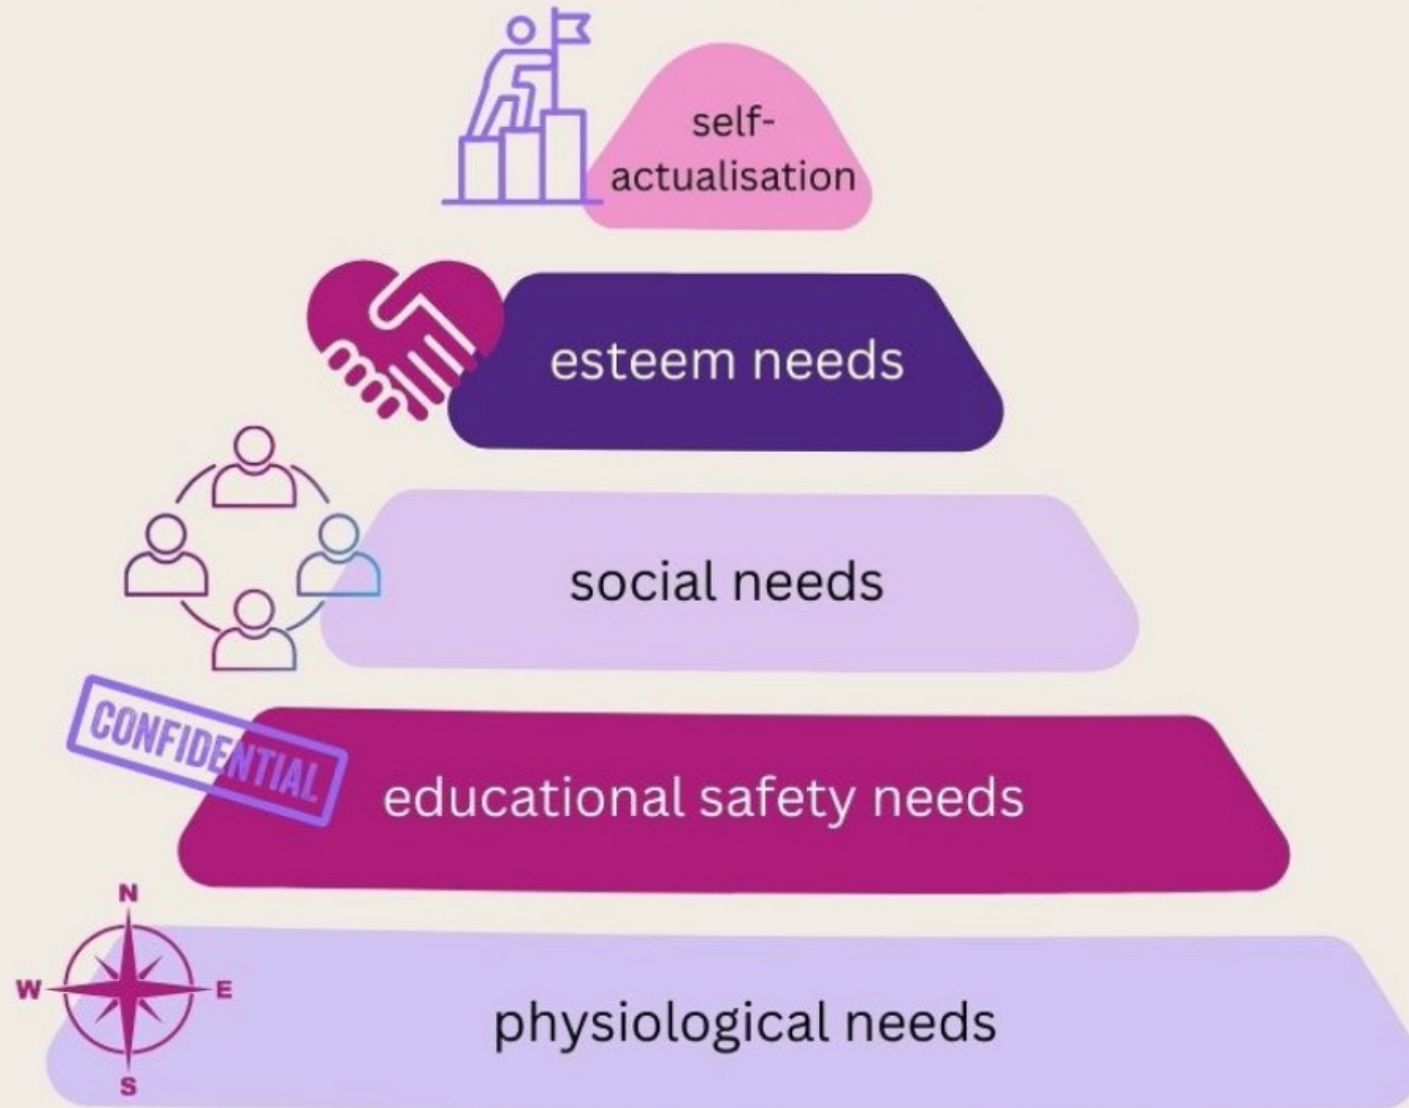 self-
actualisation
esteem needs
social needs
CONFIDENTIAL
educational safety needs
N
W E
S
physiological needs